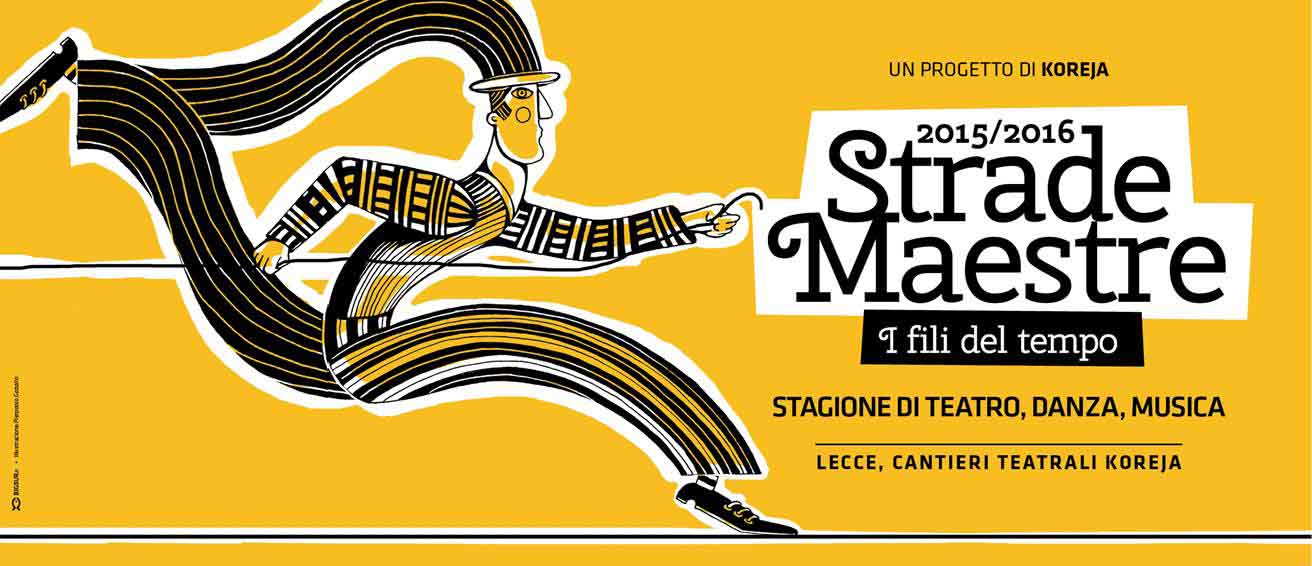 UN PROGETTO DI KOREJA
2015/2016
Strade
Maestre
I fili del tempo
STAGIONE DI TEATRO, DANZA, MUSICA
LECCE, CANTIERI TEATRALI KOREJA